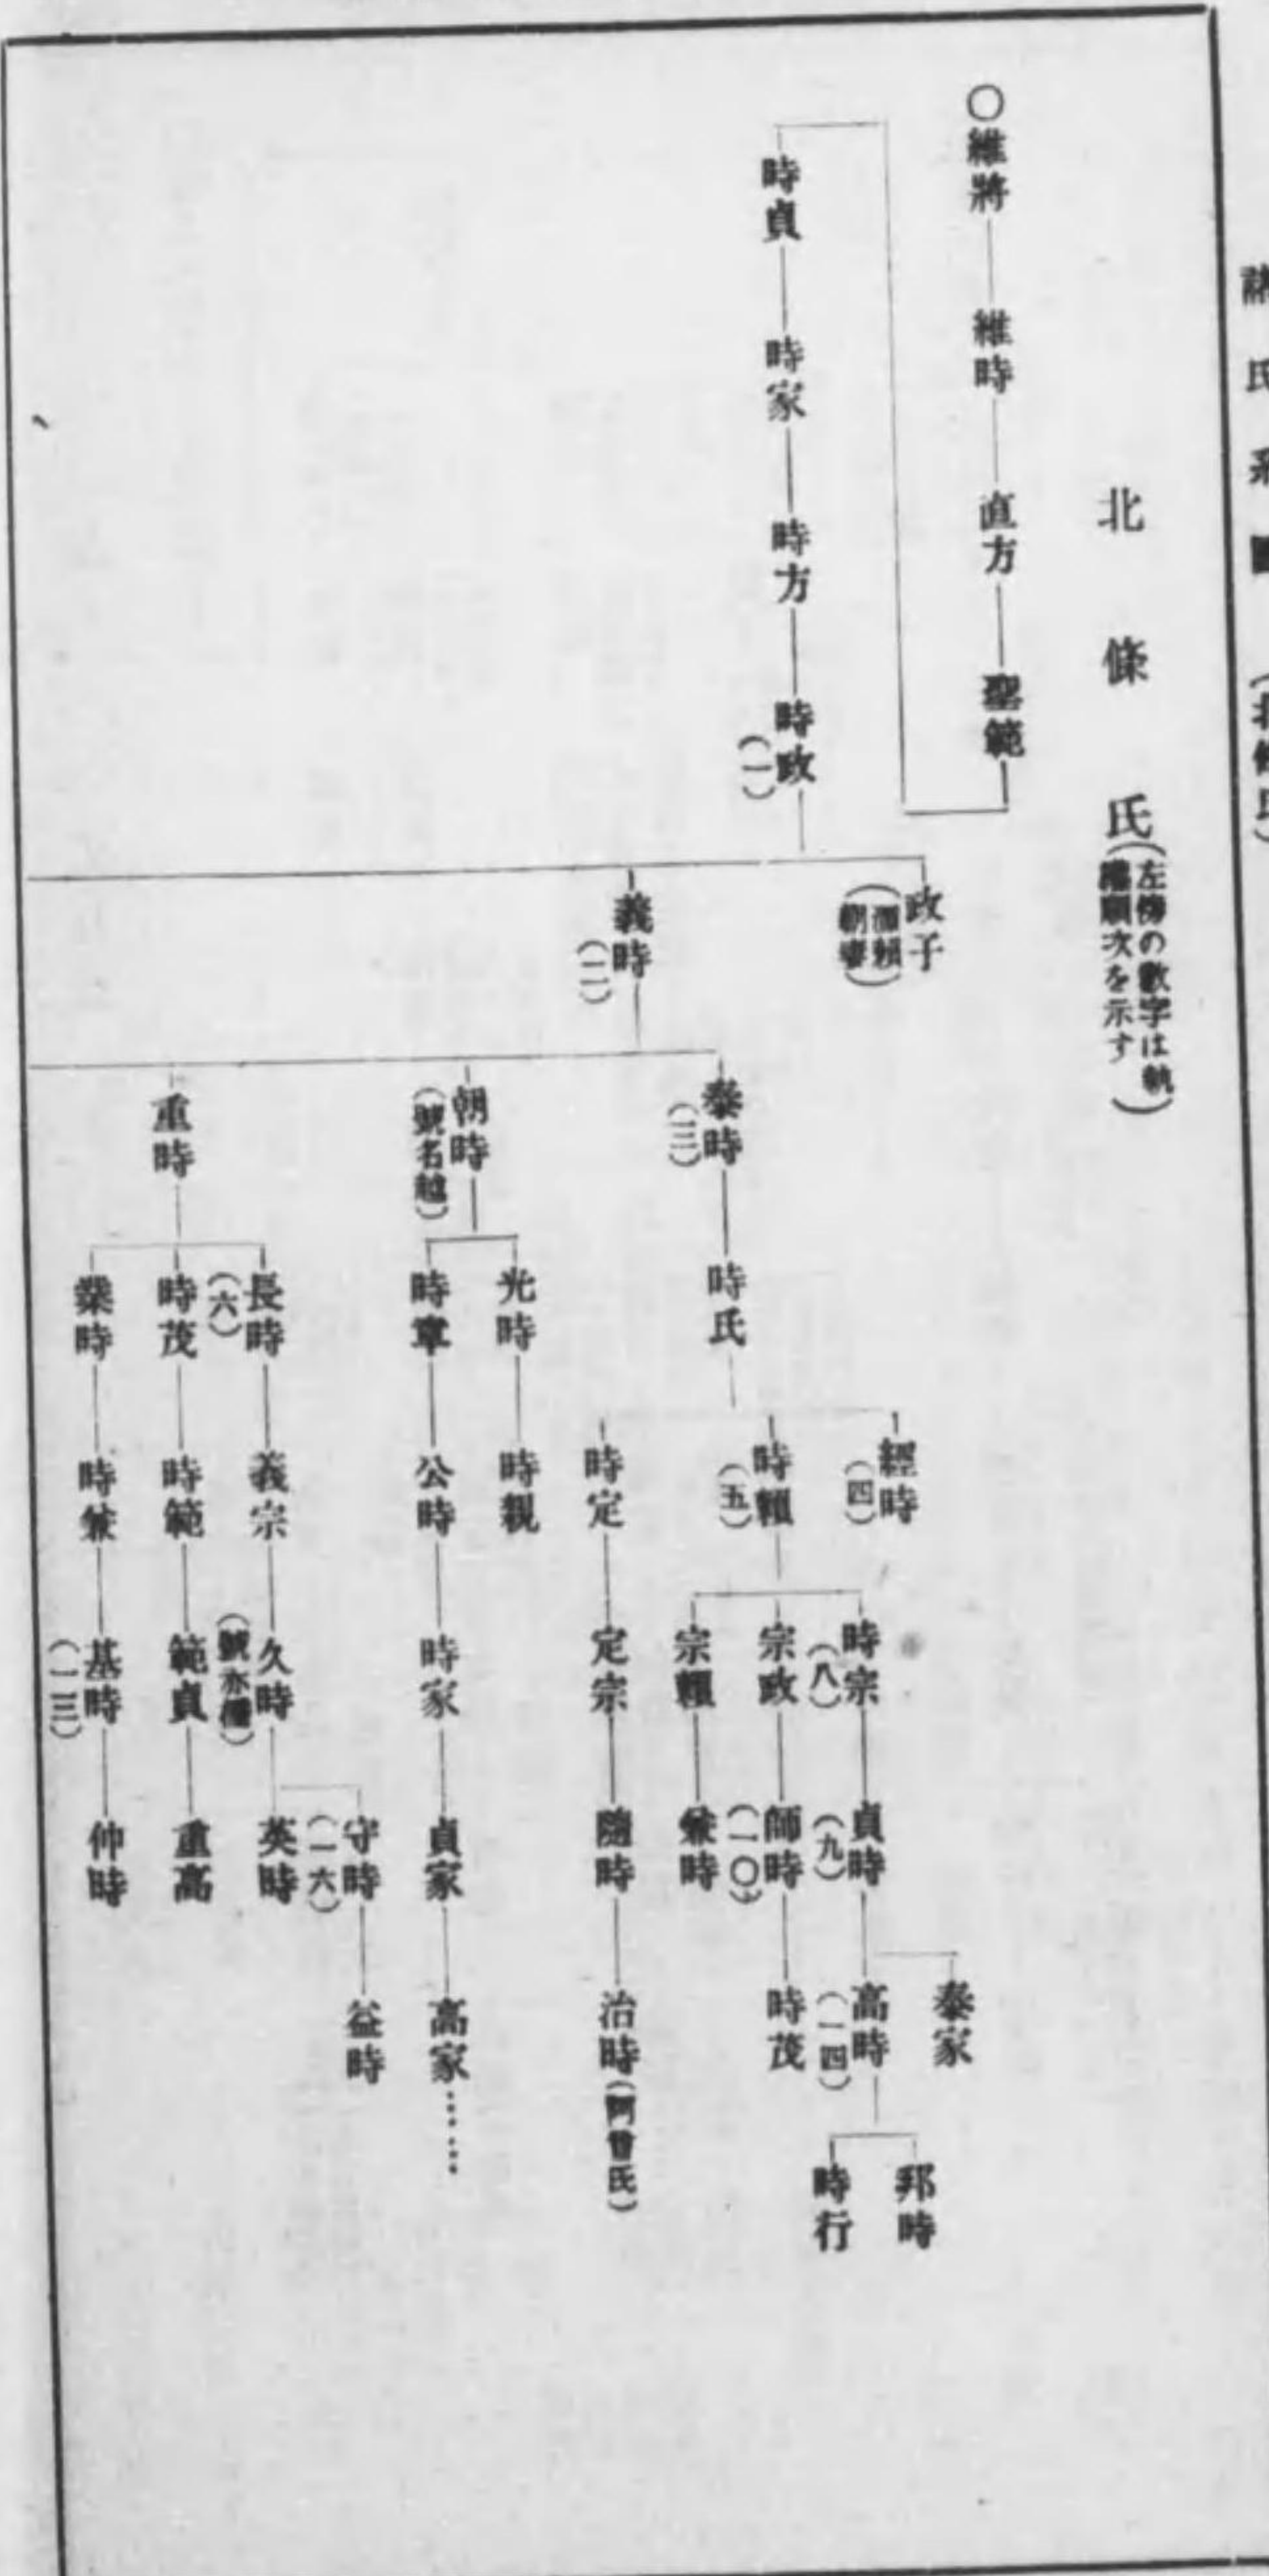 諸氏系圖 (北條氏)
北條氏(左傍の數字は執
權順次を示す)
○維將―維時―直方―聖範
時貞―時家―時方―時政
(一)
政子
(源賴
朝妻)
義時
(二)
泰時―時氏
(三)
經時
(四)
時賴
(五)
泰家
時宗―貞時―高時
(八)
(九)
(一四)
邦時
時行
宗政―師時―時茂
(一〇)
宗賴―兼時
時定―定宗―隨時―治時(阿曾氏)
朝時
(號名越)
光時―時親
時章―公時―時家―貞家―高家……
重時
長時―義宗―久時
(六)
(號赤橋)
守時―益時
(一六)
英時
時茂―時範―範貞―重高
業時―時兼―基時―仲時
(一三)